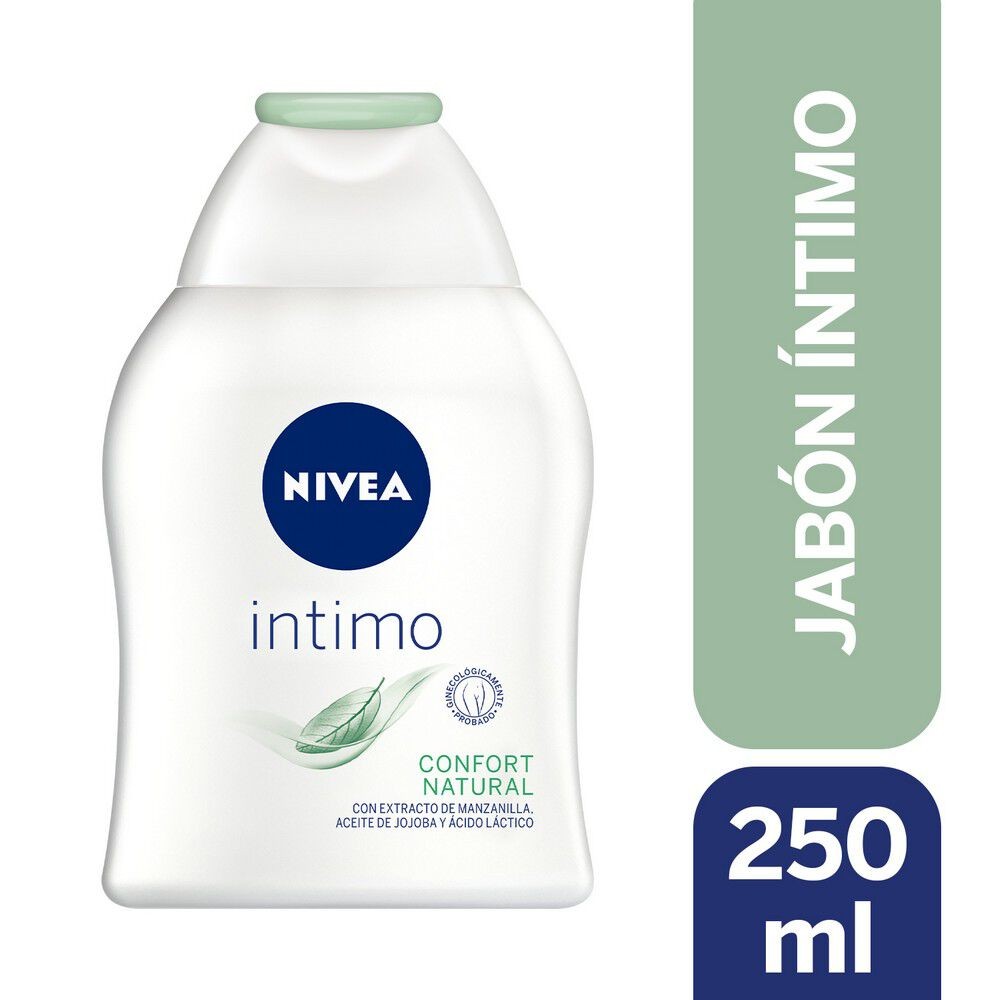 NIVEA
intimo
GINECOLÓGICAMENTE
• PROBADO •
CONFORT
NATURAL
CON EXTRACTO DE MANZANILLA,
ACEITE DE JOJOBA Y ÁCIDO LÁCTICO
JABÓN ÍNTIMO
250
ml